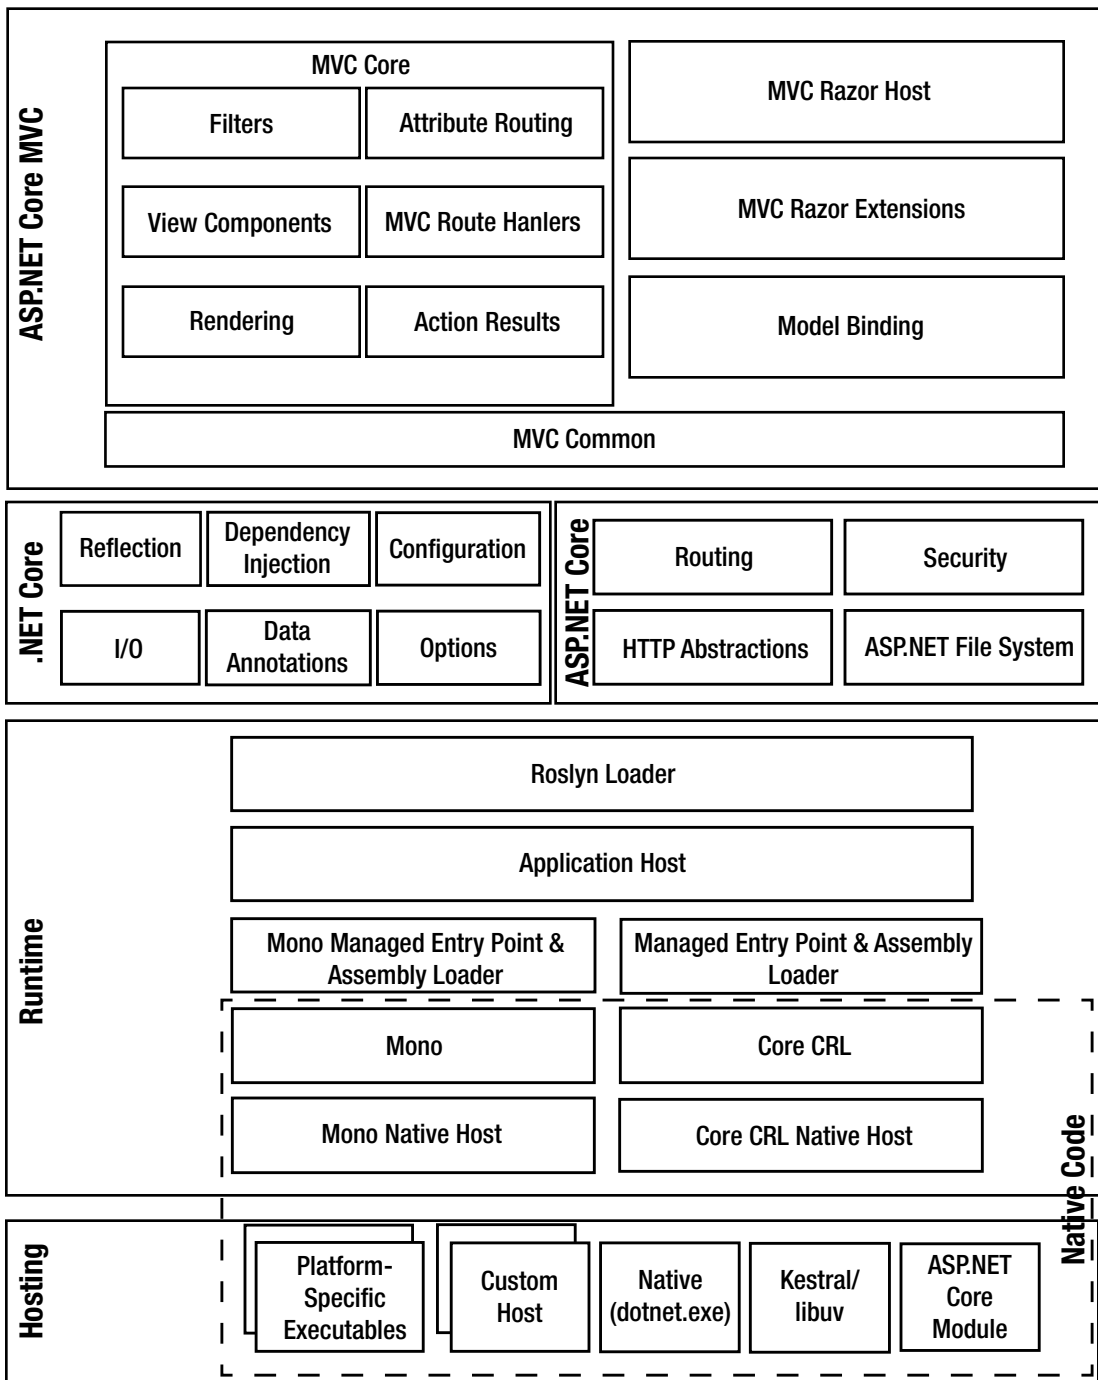 ASP.NET Core MVC
MVC Core
Filters
Attribute Routing
View Components
MVC Route Hanlers
Rendering
Action Results
MVC Razor Host
MVC Razor Extensions
Model Binding
MVC Common
.NET Core
Reflection
Dependency
Injection
Configuration
I/O
Data
Annotations
Options
ASP.NET Core
Routing
Security
HTTP Abstractions
ASP.NET File System
Runtime
Roslyn Loader
Application Host
Mono Managed Entry Point &
Assembly Loader
Managed Entry Point & Assembly
Loader
Mono
Core CRL
Mono Native Host
Core CRL Native Host
Native Code
Hosting
Platform-
Specific
Executables
Custom
Host
Native
(dotnet.exe)
Kestral/
libuv
ASP.NET
Core
Module